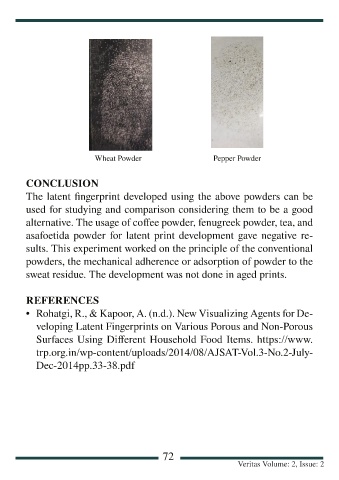 Wheat Powder Pepper Powder
CONCLUSION
The latent fingerprint developed using the above powders can be
used for studying and comparison considering them to be a good
alternative. The usage of coffee powder, fenugreek powder, tea, and
asafoetida powder for latent print development gave negative re-
sults. This experiment worked on the principle of the conventional
powders, the mechanical adherence or adsorption of powder to the
sweat residue. The development was not done in aged prints.
REFERENCES
• Rohatgi, R., & Kapoor, A. (n.d.). New Visualizing Agents for De-
veloping Latent Fingerprints on Various Porous and Non-Porous
Surfaces Using Different Household Food Items. https://www.
trp.org.in/wp-content/uploads/2014/08/AJSAT-Vol.3-No.2-July-
Dec-2014pp.33-38.pdf
72
Veritas Volume: 2, Issue: 2